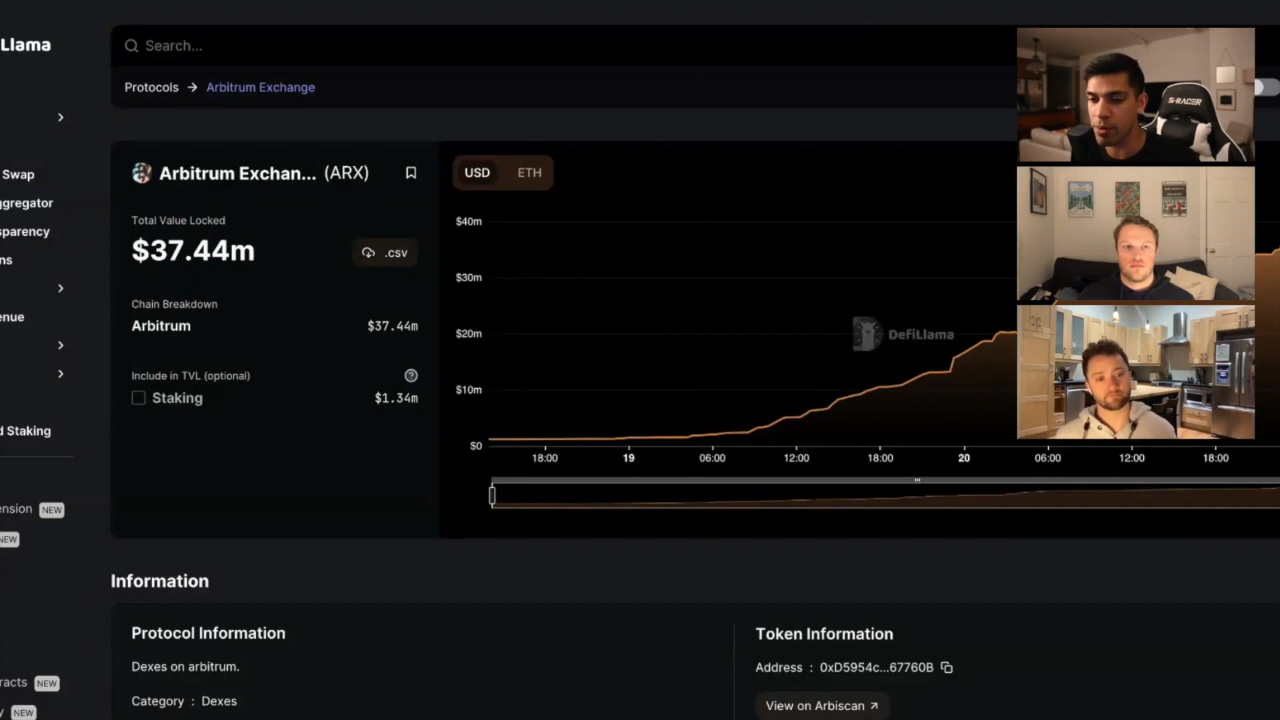 Llama
Search...
Protocols → Arbitrum Exchange
Swap
ggregator
sparency
ns
enue
d Staking
ension NEW
NEW
racts NEW
y NEW
Arbitrum Exchan... (ARX)
Total Value Locked
$37.44m
.csv
Chain Breakdown
Arbitrum $37.44m
Include in TVL (optional) ?
Staking $1.34m
USD ETH
$40m
$30m
$20m
$10m
$0
DefiLlama
18:00 19 06:00 12:00 18:00 20 06:00 12:00 18:00
S-RACER
Information
Protocol Information
Dexes on arbitrum.
Category : Dexes
Token Information
Address : 0xD5954c...67760B
View on Arbiscan ↗